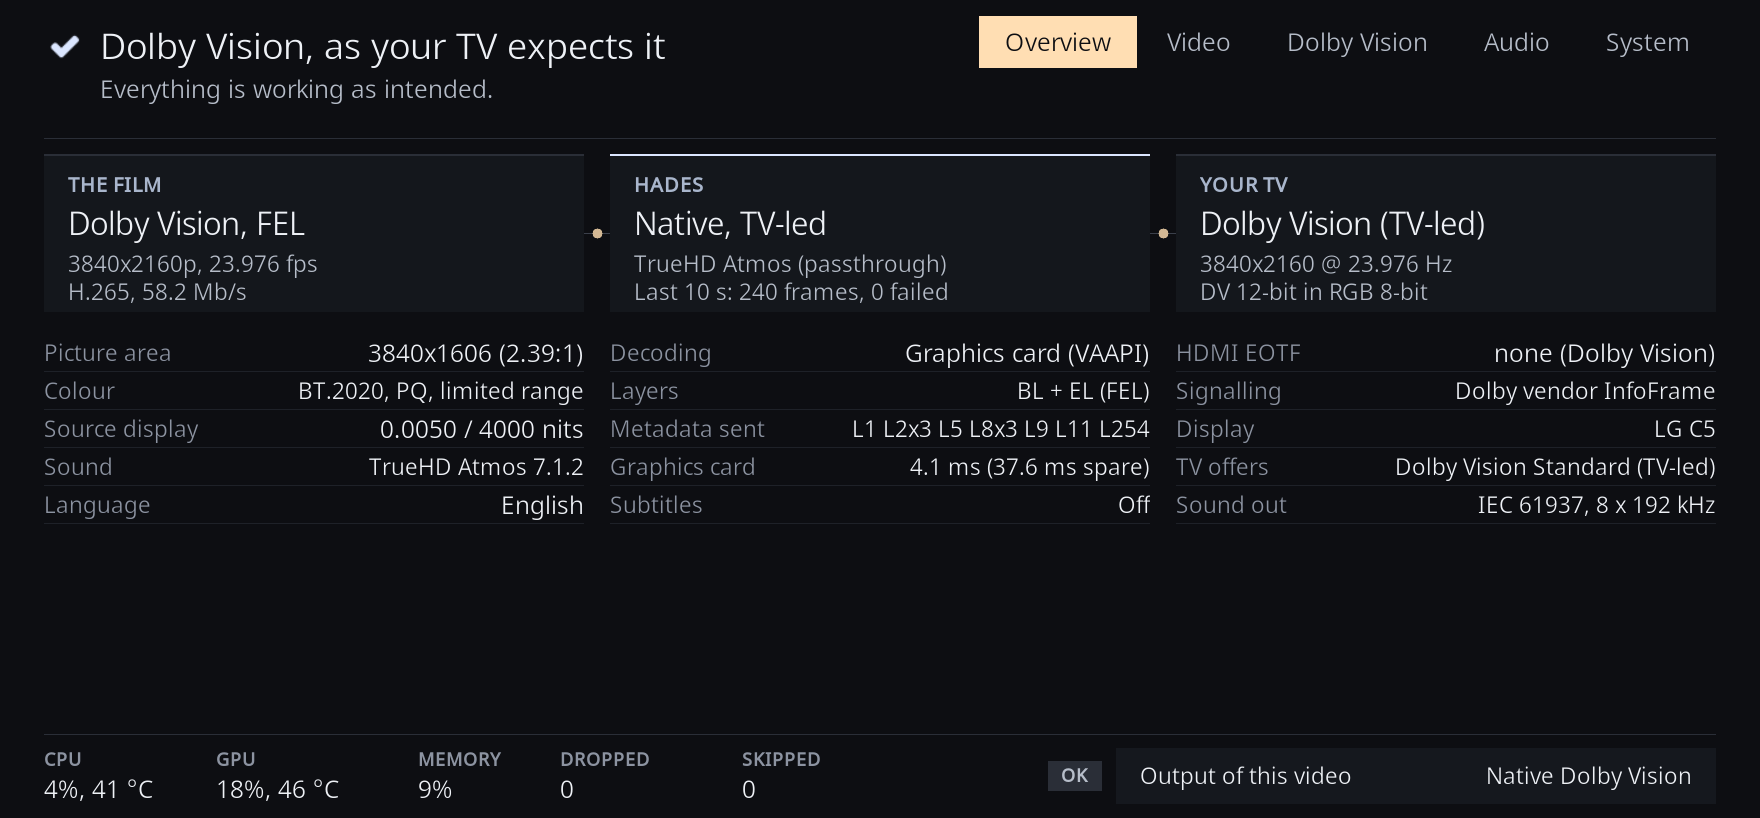 Dolby Vision, as your TV expects it
Everything is working as intended.
Overview Video Dolby Vision Audio System
THE FILM
Dolby Vision, FEL
3840x2160p, 23.976 fps
H.265, 58.2 Mb/s
HADES
Native, TV-led
TrueHD Atmos (passthrough)
Last 10 s: 240 frames, 0 failed
YOUR TV
Dolby Vision (TV-led)
3840x2160 @ 23.976 Hz
DV 12-bit in RGB 8-bit
Picture area 3840x1606 (2.39:1)
Colour BT.2020, PQ, limited range
Source display 0.0050 / 4000 nits
Sound TrueHD Atmos 7.1.2
Language English
Decoding Graphics card (VAAPI)
Layers BL + EL (FEL)
Metadata sent L1 L2x3 L5 L8x3 L9 L11 L254
Graphics card 4.1 ms (37.6 ms spare)
Subtitles Off
HDMI EOTF none (Dolby Vision)
Signalling Dolby vendor InfoFrame
Display LG C5
TV offers Dolby Vision Standard (TV-led)
Sound out IEC 61937, 8 x 192 kHz
CPU
4%, 41 °C
GPU
18%, 46 °C
MEMORY
9%
DROPPED
0
SKIPPED
0
OK Output of this video Native Dolby Vision